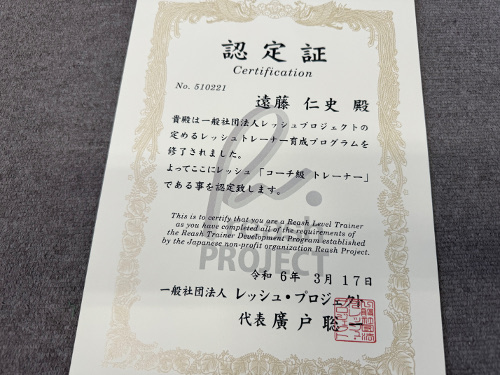 認定証
Certification
No. 510221
遠藤 仁史 殿
貴殿は一般社団法人レッシュプロジェクトの
定めるレッシュトレーナー育成プログラムを
修了されました。
よってここにレッシュ「コーチ級 トレーナー」
である事を認定致します。
This is to certify that you are a Reash Level Trainer
as you have completed all of the requirements of
the Reash Trainer Development Program established
by the Japanese non-profit organization Reash Project.
PROJECT
令和 6年 3月 17日
一般社団法人 レッシュ・プロジェクト
代表 廣戸 聡一